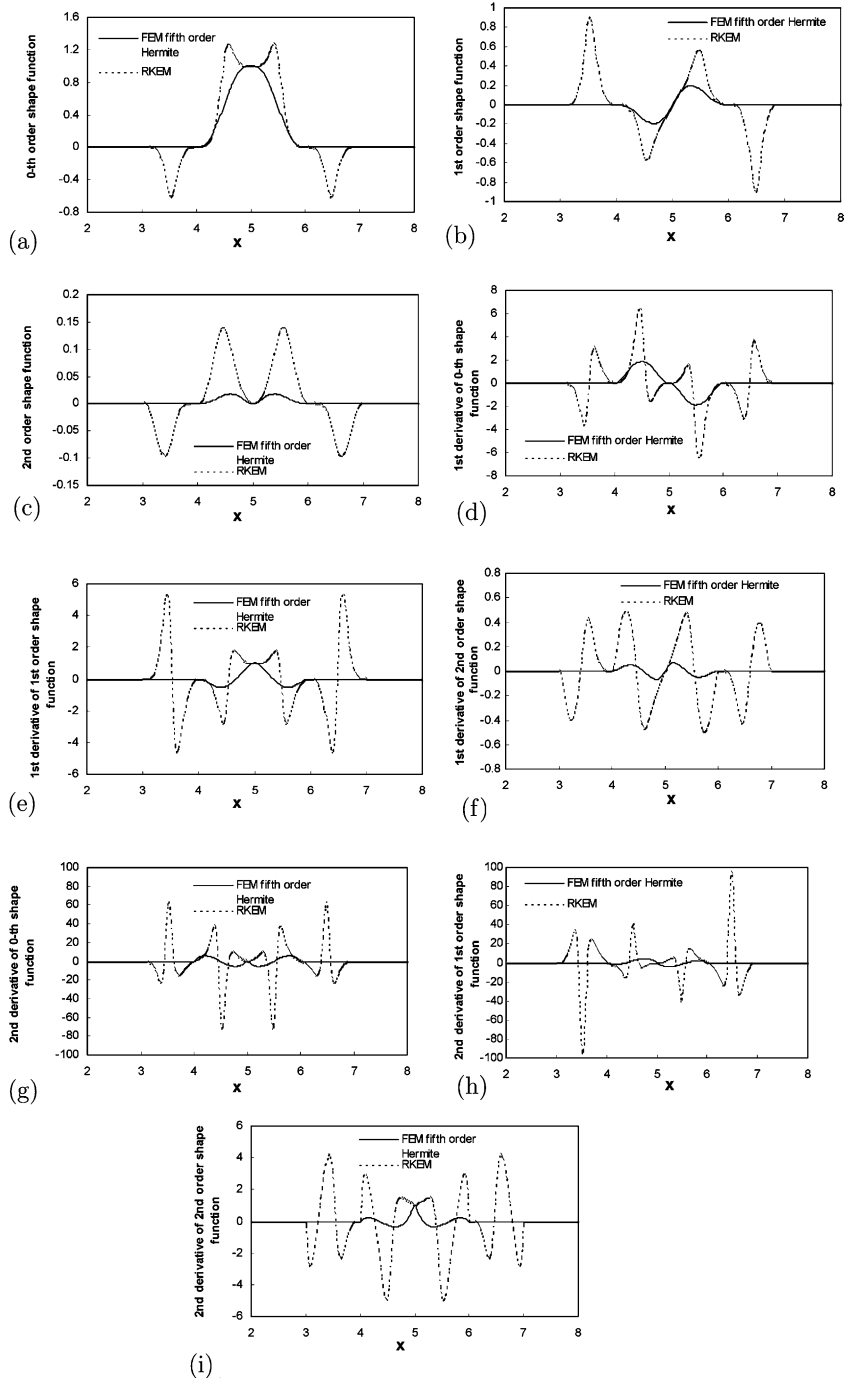 0-th order shape function
1.6
1.2
0.8
0.4
0
-0.4
-0.8
FEM fifth order
Hermite
RKEM
2 3 4 5 6 7 8
X
(a)
1st order shape function
1
0.8
0.6
0.4
0.2
0
-0.2
-0.4
-0.6
-0.8
-1
FEM fifth order Hermite
RKEM
2 3 4 5 6 7 8
X
(b)
2nd order shape function
0.2
0.15
0.1
0.05
0
-0.05
-0.1
-0.15
FEM fifth order
Hermite
RKEM
2 3 4 5 6 7 8
X
(c)
1st derivative of 0-th shape
function
8
6
4
2
0
-2
-4
-6
-8
FEM fifth order Hermite
RKEM
2 3 4 5 6 7 8
X
(d)
1st derivative of 1st order shape
function
6
4
2
0
-2
-4
-6
FEM fifth order
Hermite
RKEM
2 3 4 5 6 7 8
X
(e)
1st derivative of 2nd order shape
function
0.8
0.6
0.4
0.2
0
-0.2
-0.4
-0.6
-0.8
FEM fifth order Hermite
RKEM
2 3 4 5 6 7 8
X
(f)
2nd derivative of 0-th shape
function
100
80
60
40
20
0
-20
-40
-60
-80
-100
FEM fifth order
Hermite
RKEM
2 3 4 5 6 7 8
X
(g)
2nd derivative of 1st order shape
function
100
80
60
40
20
0
-20
-40
-60
-80
-100
FEM fifth order Hermite
RKEM
2 3 4 5 6 7 8
X
(h)
2nd derivative of 2nd order shape
function
6
4
2
0
-2
-4
-6
FEM fifth order
Hermite
RKEM
2 3 4 5 6 7 8
X
(i)